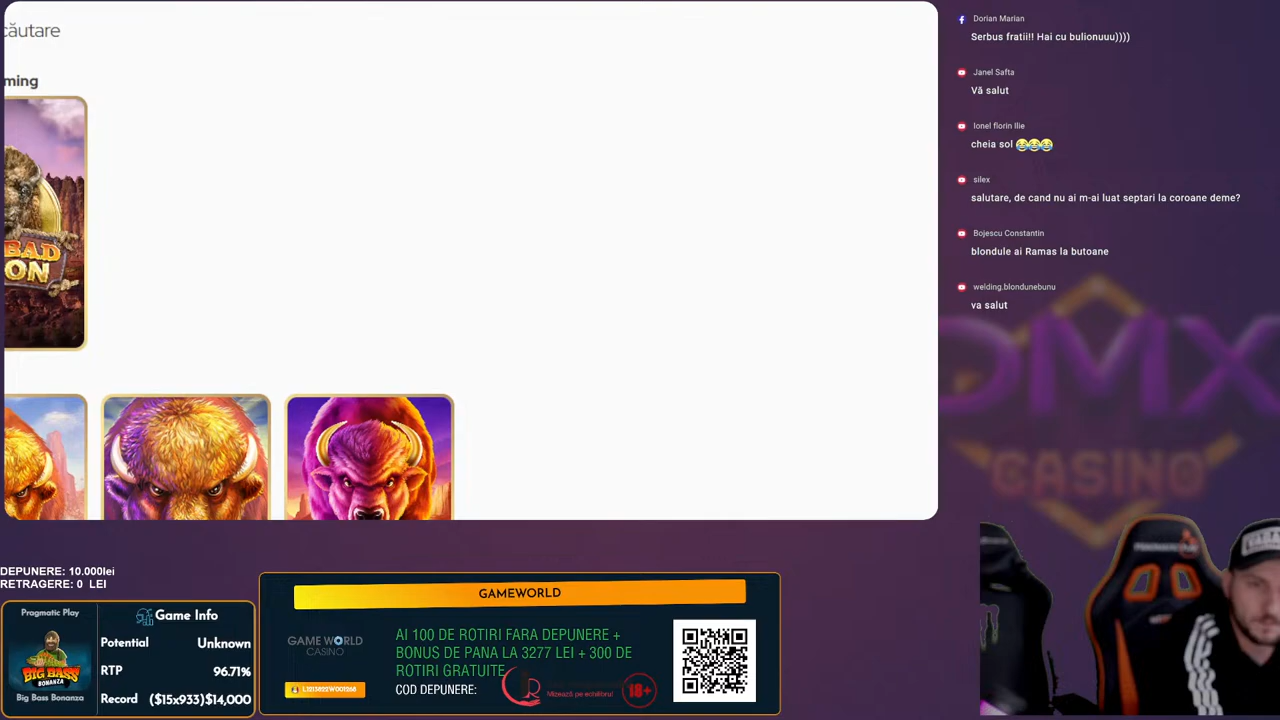 căutare
ming
BAD
ON
Dorian Marian
Serbus fratii!! Hai cu bulionuuu))))
Janel Safta
Vă salut
Ionel florin Ilie
cheia sol 😂😂😂
silex
salutare, de cand nu ai m-ai luat septari la coroane deme?
Bojescu Constantin
blondule ai Ramas la butoane
welding.blondunebunu
va salut
DMX
CASINO
DEPUNERE: 10.000lei
RETRAGERE: 0 LEI
Pragmatic Play
BIG BASS
BONANZA
Big Bass Bonanza
Game Info
Potential Unknown
RTP 96.71%
Record ($15x933)$14,000
GAMEWORLD
GAME WORLD
CASINO
L1213822W001268
AI 100 DE ROTIRI FARA DEPUNERE +
BONUS DE PANA LA 3277 LEI + 300 DE
ROTIRI GRATUITE
COD DEPUNERE:
Mizează pe echilibru!
18+